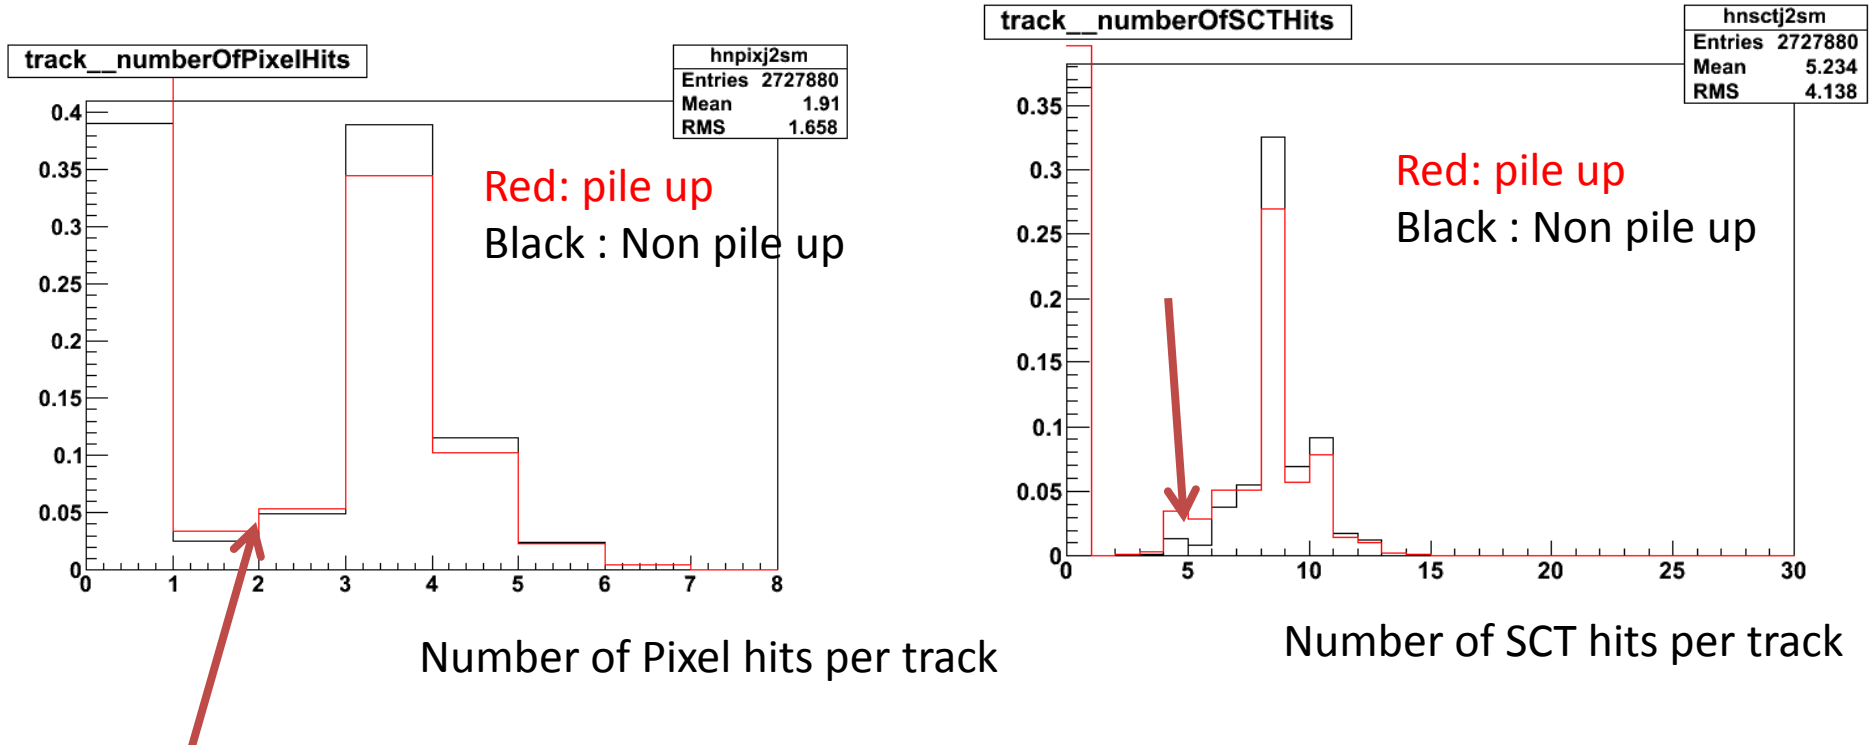 track__numberOfPixelHits
hnpixj2sm
Entries 2727880
Mean 1.91
RMS 1.658
0.4
0.35
0.3
0.25
0.2
0.15
0.1
0.05
0
0 1 2 3 4 5 6 7 8
Red: pile up
Black : Non pile up
Number of Pixel hits per track
track__numberOfSCTHits
hnsctj2sm
Entries 2727880
Mean 5.234
RMS 4.138
0.35
0.3
0.25
0.2
0.15
0.1
0.05
0
0 5 10 15 20 25 30
Red: pile up
Black : Non pile up
Number of SCT hits per track